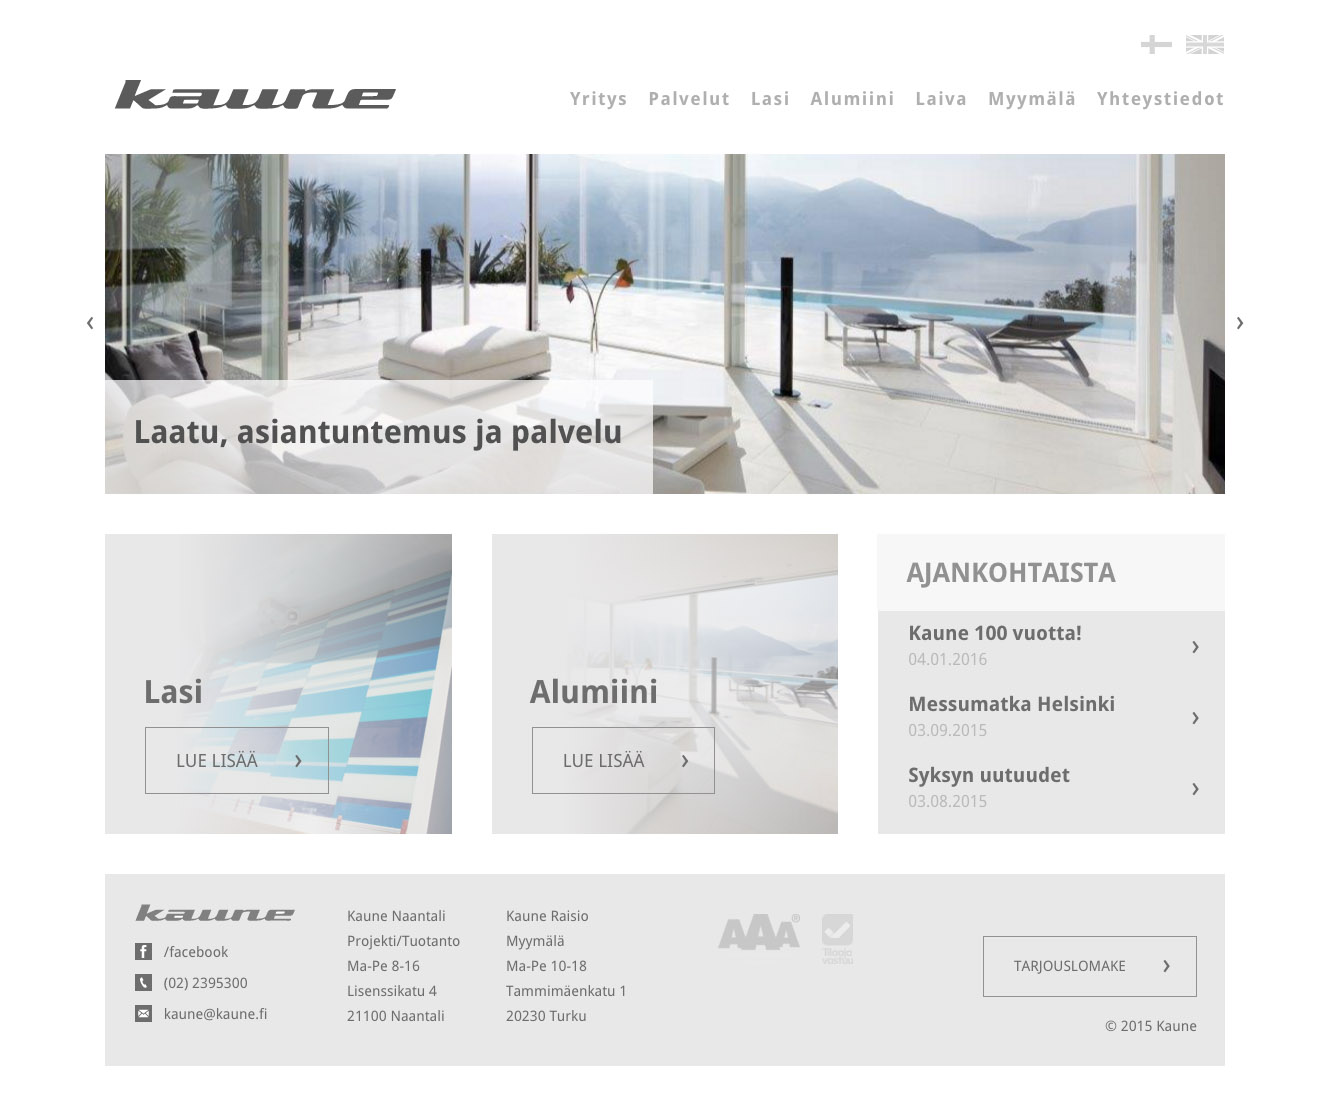 kaune
Yritys Palvelut Lasi Alumiini Laiva Myymälä Yhteystiedot
Laatu, asiantuntemus ja palvelu
Lasi
LUE LISÄÄ
Alumiini
LUE LISÄÄ
AJANKOHTAISTA
Kaune 100 vuotta!
04.01.2016
Messumatka Helsinki
03.09.2015
Syksyn uutuudet
03.08.2015
kaune
/facebook
(02) 2395300
kaune@kaune.fi
Kaune Naantali
Projekti/Tuotanto
Ma-Pe 8-16
Lisenssikatu 4
21100 Naantali
Kaune Raisio
Myymälä
Ma-Pe 10-18
Tammimäenkatu 1
20230 Turku
AAA®
Tilaaja
vastuu
TARJOUSLOMAKE
© 2015 Kaune